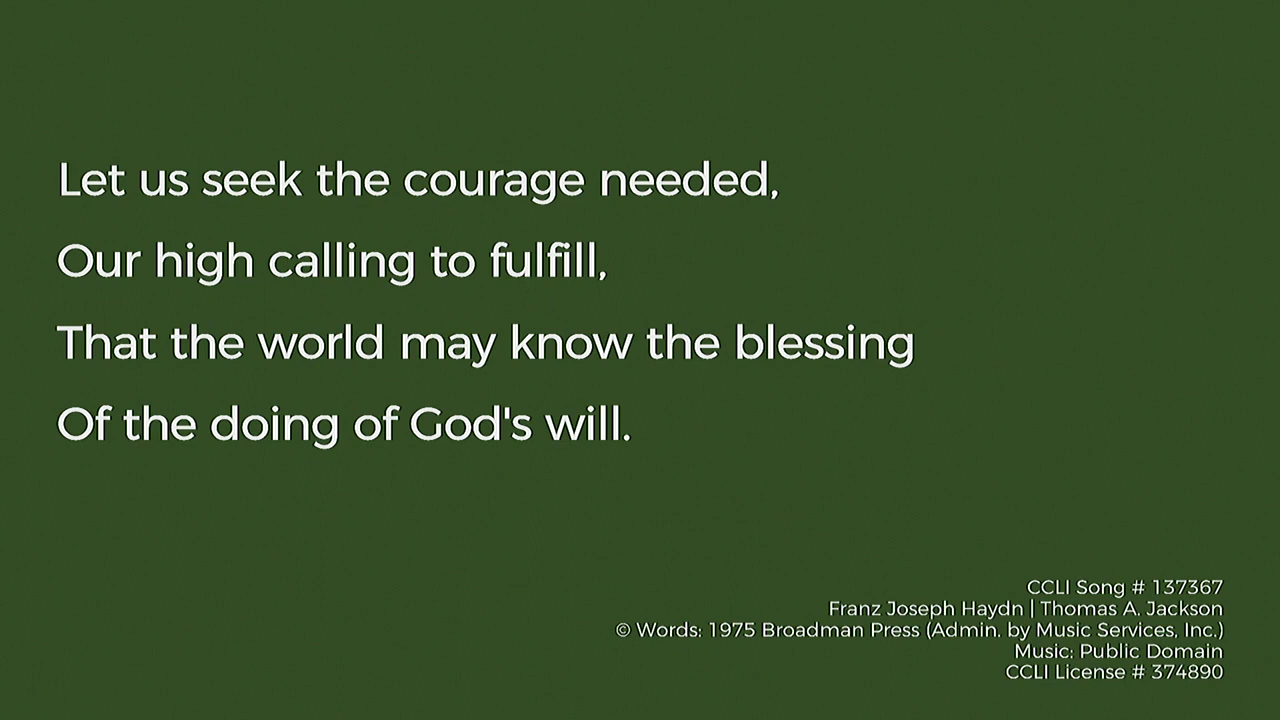 Let us seek the courage needed,
Our high calling to fulfill,
That the world may know the blessing
Of the doing of God's will.
CCLI Song # 137367
Franz Joseph Haydn | Thomas A. Jackson
© Words: 1975 Broadman Press (Admin. by Music Services, Inc.)
Music: Public Domain
CCLI License # 374890